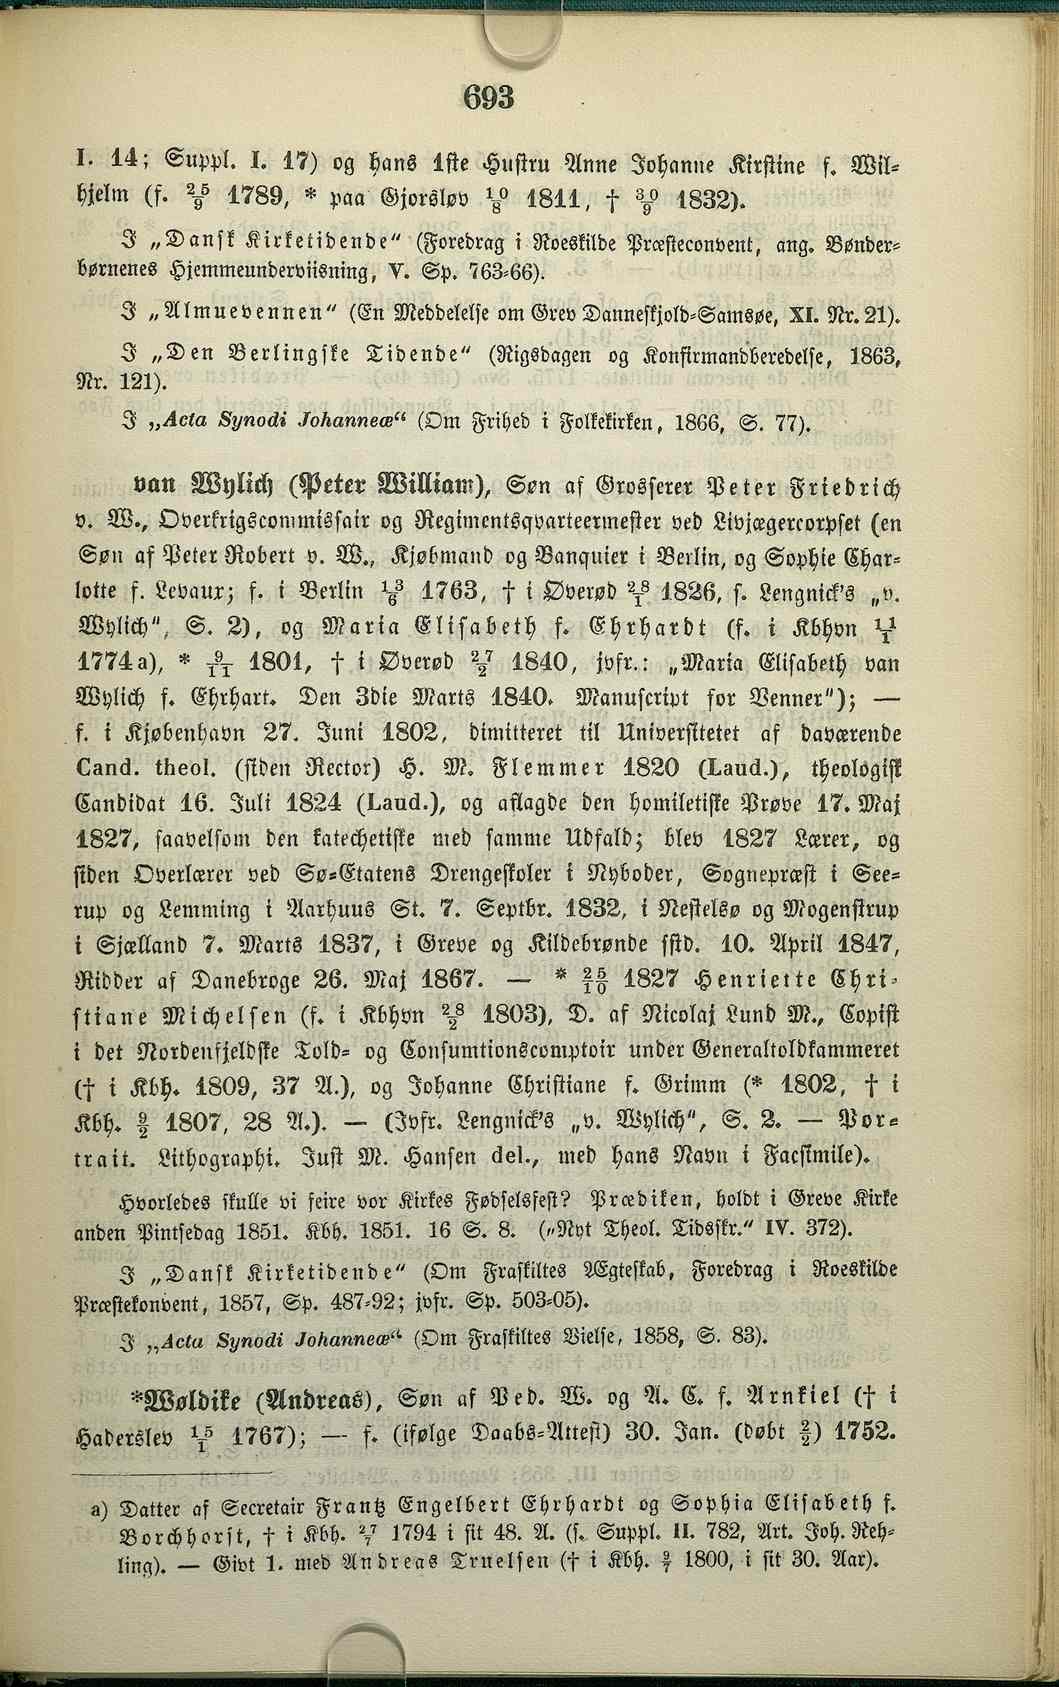 693
I. 14; Suppl. I. 17) og hans 1ste Hustru Anne Johanne Kirstine f. Wil-
hjelm (f. 25/9 1789, * paa Gjorsløv 10/8 1811, † 30/9 1832).
I „Dansk Kirketidende“ (Foredrag i Roeskilde Præsteconvent, ang. Bønder-
børnenes Hjemmeunderviisning, V. Sp. 763-66).
I „Almuevennen“ (En Meddelelse om Grev Danneskjold-Samsøe, XI. Nr. 21).
I „Den Berlingske Tidende“ (Rigsdagen og Konfirmandberedelse, 1863,
Nr. 121).
I „Acta Synodi Johanneæ“ (Om Frihed i Folkekirken, 1866, S. 77).
van Wylich (Peter William), Søn af Grosserer Peter Friedrich
v. W., Overkrigscommissair og Regimentsqvarteermester ved Livjægercorpset (en
Søn af Peter Robert v. W., Kjøbmand og Banquier i Berlin, og Sophie Char-
lotte f. Levaux; f. i Berlin 13/6 1763, † i Øverød 28/1 1826, s. Lengnick's „v.
Wylich“, S. 2), og Maria Elisabeth f. Ehrhardt (f. i Kbhvn 11/1
1774 a), * 9/11 1801, † i Øverød 27/2 1840, jvfr.: „Maria Elisabeth van
Wylich f. Ehrhart. Den 3die Marts 1840. Manuscript for Venner“); —
f. i Kjøbenhavn 27. Juni 1802, dimitteret til Universitetet af daværende
Cand. theol. (siden Rector) H. M. Flemmer 1820 (Laud.), theologisk
Candidat 16. Juli 1824 (Laud.), og aflagde den homiletiske Prøve 17. Maj
1827, saavelsom den katechetiske med samme Udfald; blev 1827 Lærer, og
siden Overlærer ved Sø-Etatens Drengeskoler i Nyboder, Sognepræst i See-
rup og Lemming i Aarhuus St. 7. Septbr. 1832, i Nestelsø og Mogenstrup
i Sjælland 7. Marts 1837, i Greve og Kildebrønde sstd. 10. April 1847,
Ridder af Danebroge 26. Maj 1867. — * 25/10 1827 Henriette Chri-
stiane Michelsen (f. i Kbhvn 28/2 1803), D. af Nicolaj Lund M., Copist
i det Nordenfjeldske Told- og Consumtionscomptoir under Generaltoldkammeret
(† i Kbh. 1809, 37 A.), og Johanne Christiane f. Grimm (* 1802, † i
Kbh. 9/2 1807, 28 A.). — (Jvfr. Lengnick's „v. Wylich“, S. 2. — Por-
trait. Lithographi. Just M. Hansen del., med hans Navn i Facsimile).
Hvorledes skulle vi feire vor Kirkes Fødselsfest? Prædiken, holdt i Greve Kirke
anden Pintsedag 1851. Kbh. 1851. 16 S. 8. („Nyt Theol. Tidsskr.“ IV. 372).
I „Dansk Kirketidende“ (Om Fraskiltes Ægteskab, Foredrag i Roeskilde
Præstekonvent, 1857, Sp. 487-92; jvfr. Sp. 503-05).
I „Acta Synodi Johanneæ“ (Om Fraskiltes Vielse, 1858, S. 83).
*Wøldike (Andreas), Søn af Ped. W. og A. C. f. Arnkiel († i
Haderslev 15/1 1767); — f. (ifølge Daabs-Attest) 30. Jan. (døbt 2/2) 1752.
a) Datter af Secretair Frantz Engelbert Ehrhardt og Sophia Elisabeth f.
Borchhorst, † i Kbh. 27/7 1794 i sit 48. A. (s. Suppl. II. 782, Art. Joh. Reh-
ling). — Givt 1. med Andreas Truelsen († i Kbh. 9/7 1800, i sit 30. Aar).